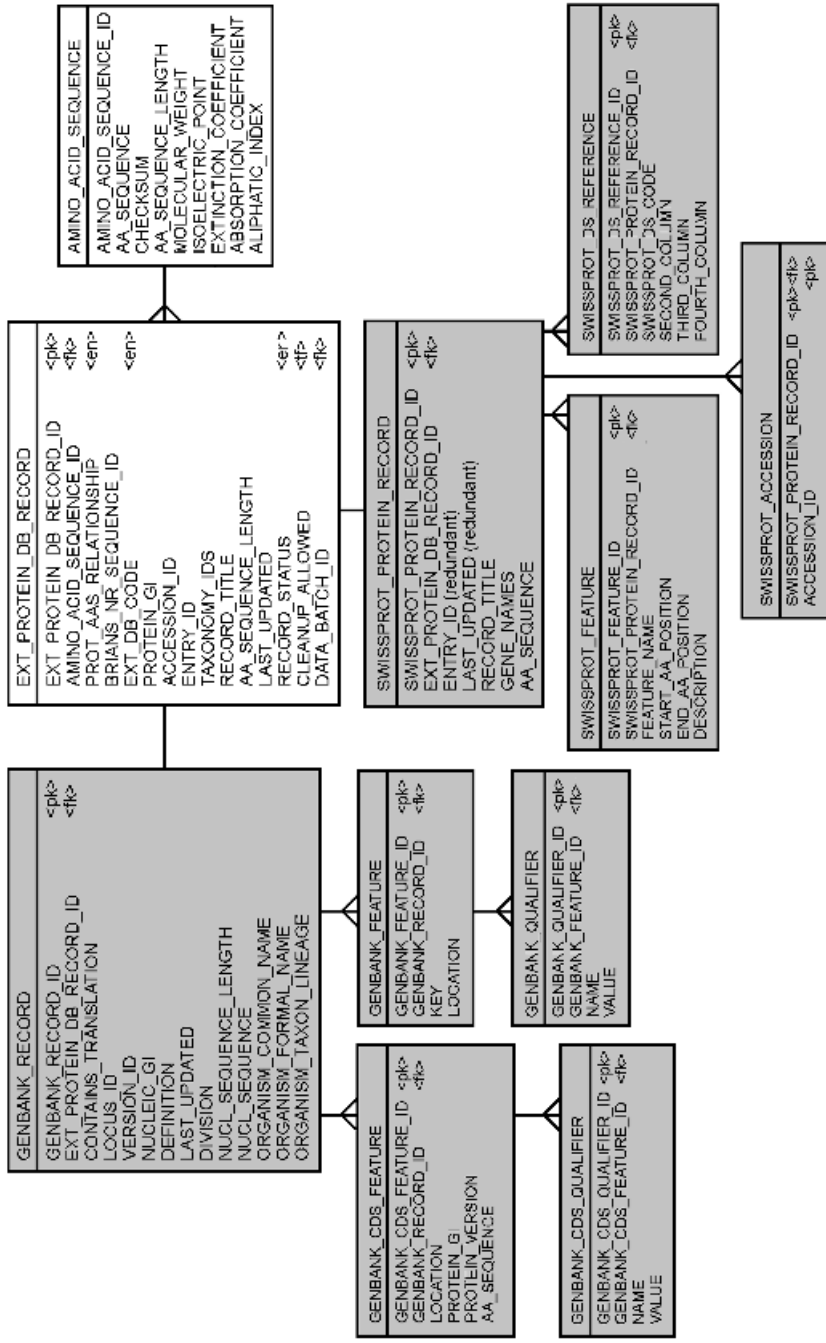 GENBANK_RECORD
GENBANK_RECORD_ID <pk>
EXT_PROTEIN_DB_RECORD_ID <fk>
CONTAINS_TRANSLATION
LOCUS_ID
VERSION_ID
NUCLEIC_GI
DEFINITION
LAST_UPDATED
DIVISION
NUCL_SEQUENCE_LENGTH
NUCL_SEQUENCE
ORGANISM_COMMON_NAME
ORGANISM_FORMAL_NAME
ORGANISM_TAXON_LINEAGE
EXT_PROTEIN_DB_RECORD
EXT_PROTEIN_DB_RECORD_ID <pk>
AMINO_ACID_SEQUENCE_ID <fk>
PROT_AAS_RELATIONSHIP <en>
BRIANS_NR_SEQUENCE_ID
EXT_DB_CODE <en>
PROTEIN_GI
ACCESSION_ID
ENTRY_ID
TAXONOMY_IDS
RECORD_TITLE
AA_SEQUENCE_LENGTH
LAST_UPDATED
RECORD_STATUS <er>
CLEANUP_ALLOWED <tf>
DATA_BATCH_ID <fk>
AMINO_ACID_SEQUENCE
AMINO_ACID_SEQUENCE_ID
AA_SEQUENCE
CHECKSUM
AA_SEQUENCE_LENGTH
MOLECULAR_WEIGHT
ISOELECTRIC_POINT
EXTINCTION_COEFFICIENT
ABSORPTION_COEFFICIENT
ALIPHATIC_INDEX
GENBANK_CDS_FEATURE
GENBANK_CDS_FEATURE_ID <pk>
GENBANK_RECORD_ID <fk>
LOCATION
PROTEIN_GI
PROTEIN_VERSION
AA_SEQUENCE
GENBANK_FEATURE
GENBANK_FEATURE_ID <pk>
GENBANK_RECORD_ID <fk>
KEY
LOCATION
SWISSPROT_PROTEIN_RECORD
SWISSPROT_PROTEIN_RECORD_ID <pk>
EXT_PROTEIN_DB_RECORD_ID <fk>
ENTRY_ID (redundant)
LAST_UPDATED (redundant)
RECORD_TITLE
GENE_NAMES
AA_SEQUENCE
GENBANK_CDS_QUALIFIER
GENBANK_CDS_QUALIFIER_ID <pk>
GENBANK_CDS_FEATURE_ID <fk>
NAME
VALUE
GENBANK_QUALIFIER
GENBANK_QUALIFIER_ID <pk>
GENBANK_FEATURE_ID <fk>
NAME
VALUE
SWISSPROT_FEATURE
SWISSPROT_FEATURE_ID <pk>
SWISSPROT_PROTEIN_RECORD_ID <fk>
FEATURE_NAME
START_AA_POSITION
END_AA_POSITION
DESCRIPTION
SWISSPROT_DS_REFERENCE
SWISSPROT_DS_REFERENCE_ID <pk>
SWISSPROT_PROTEIN_RECORD_ID <fk>
SWISSPROT_DS_CODE
SECOND_COLUMN
THIRD_COLUMN
FOURTH_COLUMN
SWISSPROT_ACCESSION
SWISSPROT_PROTEIN_RECORD_ID <pk><fk>
ACCESSION_ID <pk>